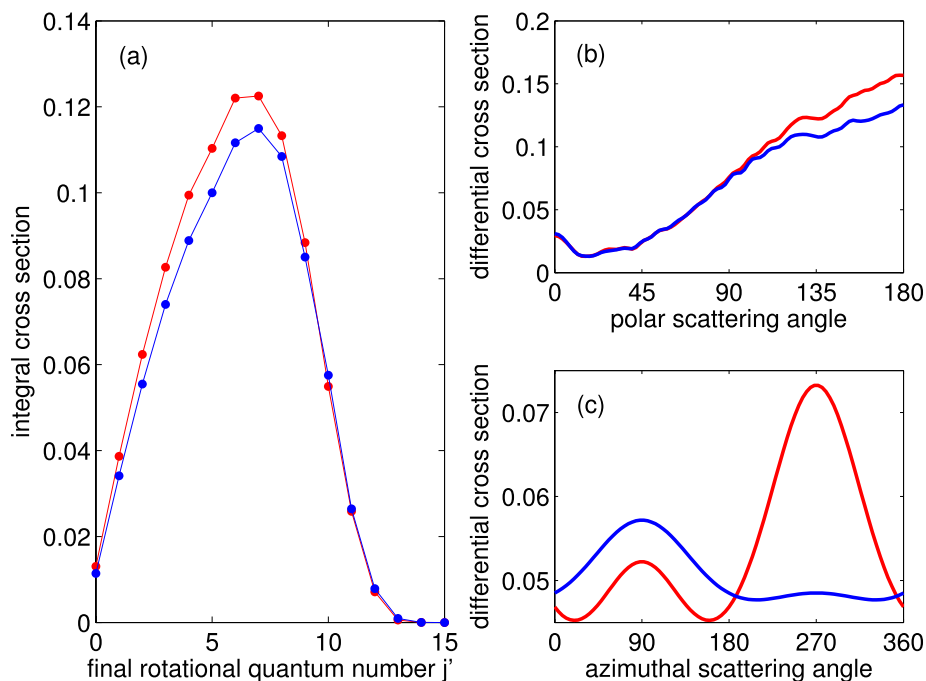 (a)
integral cross section
0.14
0.12
0.1
0.08
0.06
0.04
0.02
0
0 5 10 15
final rotational quantum number j'
(b)
differential cross section
0.2
0.15
0.1
0.05
0
0 45 90 135 180
polar scattering angle
(c)
differential cross section
0.07
0.06
0.05
0 90 180 270 360
azimuthal scattering angle